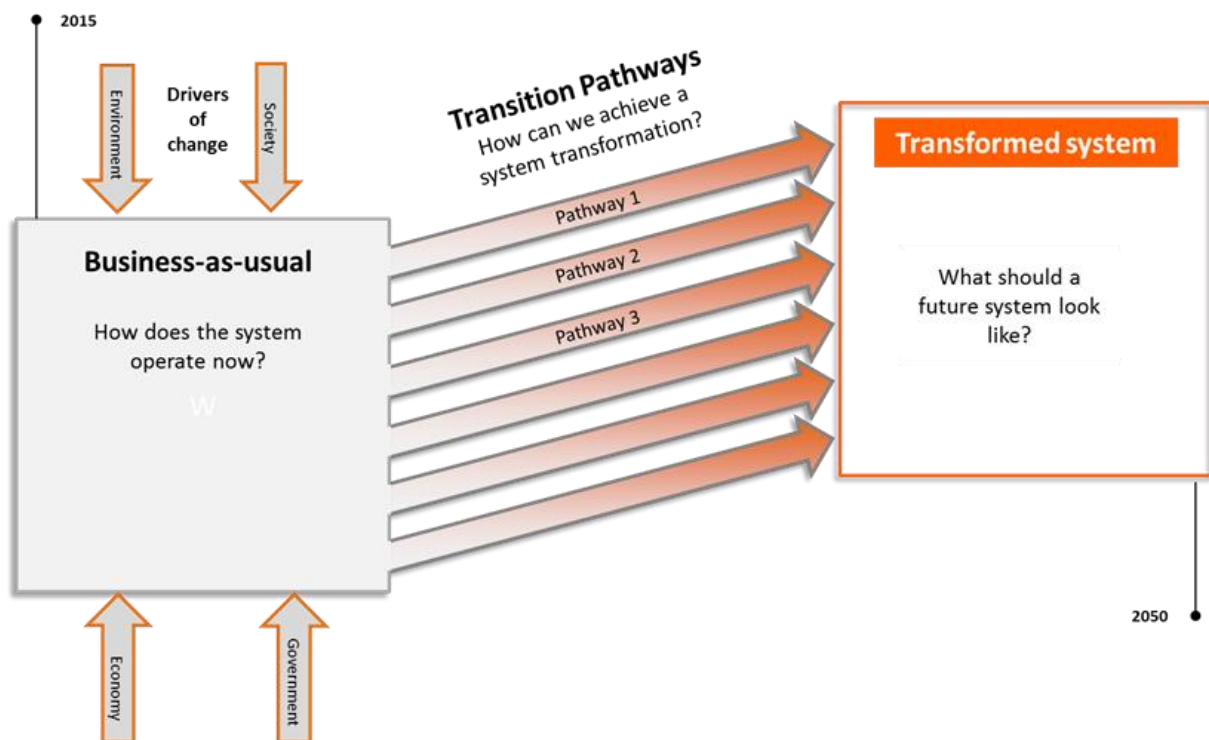 2015
Environment
Drivers
of
change
Society
Transition Pathways
How can we achieve a
system transformation?
Pathway 1
Pathway 2
Pathway 3
Business-as-usual
How does the system
operate now?
W
Transformed system
What should a
future system look
like?
2050
Economy
Government